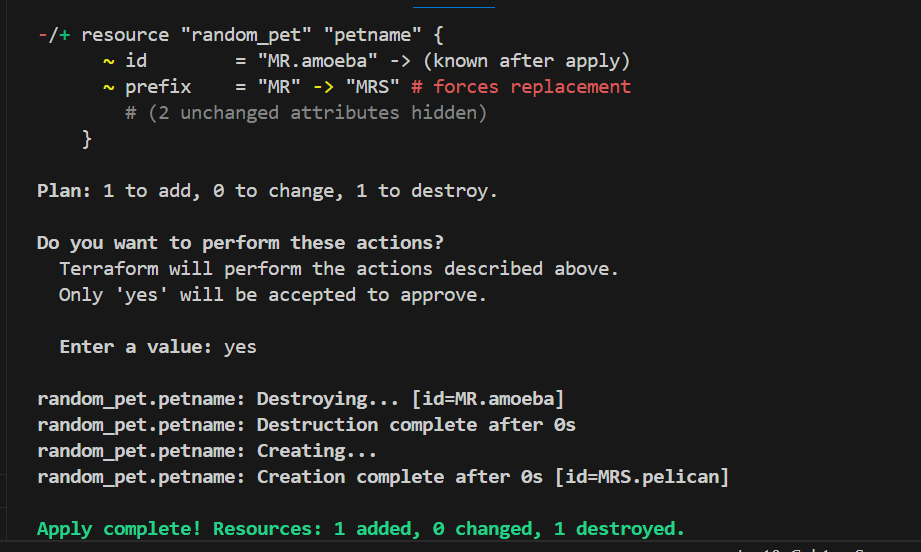 -/+ resource "random_pet" "petname" {
~ id = "MR.amoeba" -> (known after apply)
~ prefix = "MR" -> "MRS" # forces replacement
# (2 unchanged attributes hidden)
}
Plan: 1 to add, 0 to change, 1 to destroy.
Do you want to perform these actions?
Terraform will perform the actions described above.
Only 'yes' will be accepted to approve.
Enter a value: yes
random_pet.petname: Destroying... [id=MR.amoeba]
random_pet.petname: Destruction complete after 0s
random_pet.petname: Creating...
random_pet.petname: Creation complete after 0s [id=MRS.pelican]
Apply complete! Resources: 1 added, 0 changed, 1 destroyed.